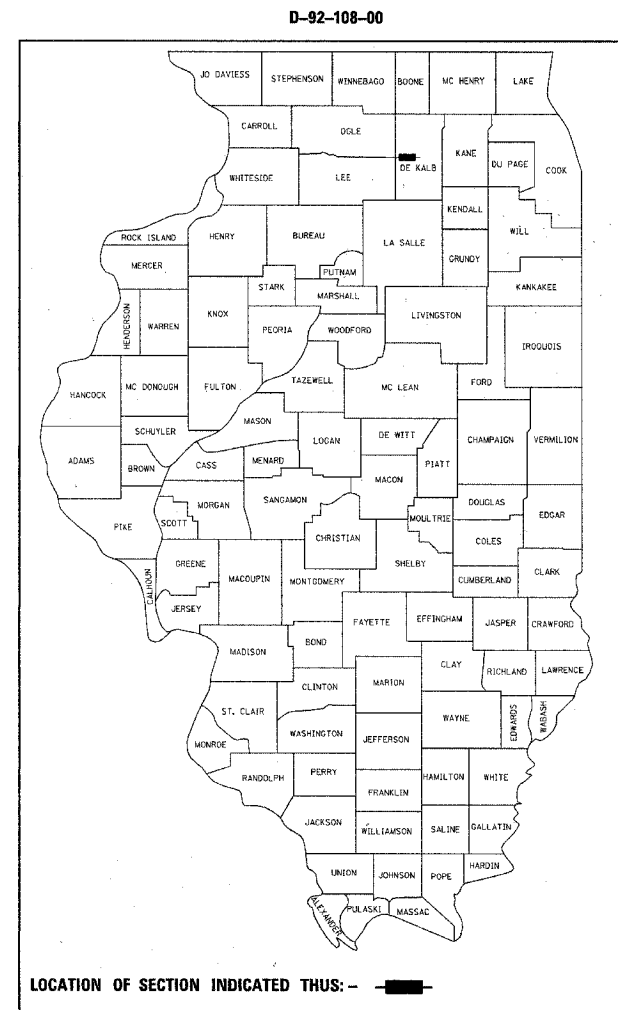 D-92-108-00
JO DAVIESS STEPHENSON WINNEBAGO BOONE MC HENRY LAKE
CARROLL OGLE KANE
DE KALB DU PAGE COOK
WHITESIDE LEE
KENDALL
ROCK ISLAND HENRY BUREAU LA SALLE WILL
MERCER PUTNAM GRUNDY
STARK KANKAKEE
MARSHALL
HENDERSON WARREN KNOX PEORIA WOODFORD LIVINGSTON IROQUOIS
HANCOCK MC DONOUGH FULTON TAZEWELL MC LEAN FORD
MASON
SCHUYLER LOGAN DE WITT CHAMPAIGN VERMILION
ADAMS BROWN CASS MENARD PIATT
MACON
MORGAN SANGAMON DOUGLAS
PIKE SCOTT MOULTRIE EDGAR
CHRISTIAN COLES
GREENE SHELBY
CALHOUN MACOUPIN MONTGOMERY CUMBERLAND CLARK
JERSEY
FAYETTE EFFINGHAM JASPER CRAWFORD
MADISON BOND
CLAY RICHLAND LAWRENCE
CLINTON MARION
ST. CLAIR WAYNE EDWARDS WABASH
WASHINGTON JEFFERSON
MONROE
RANDOLPH PERRY HAMILTON WHITE
FRANKLIN
JACKSON WILLIAMSON SALINE GALLATIN
HARDIN
UNION JOHNSON POPE
ALEXANDER PULASKI MASSAC
LOCATION OF SECTION INDICATED THUS: -